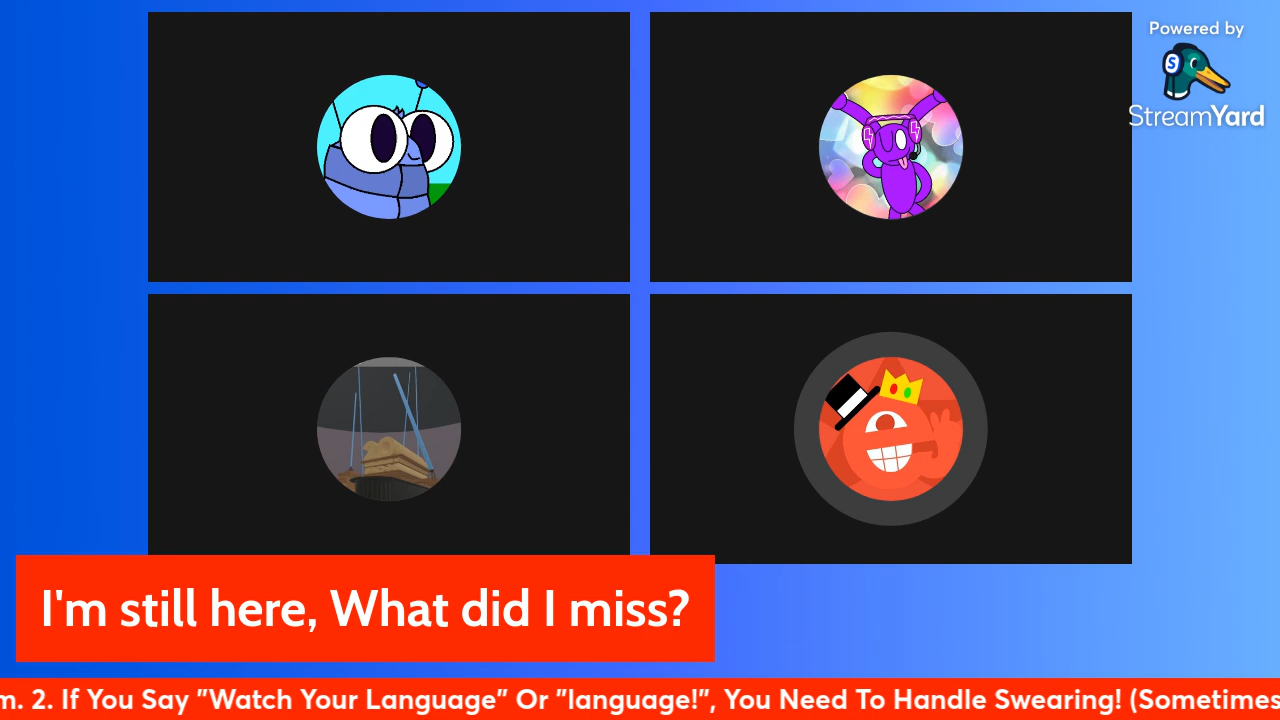 Powered by
StreamYard
I'm still here, What did I miss?
m. 2. If You Say "Watch Your Language" Or "language!", You Need To Handle Swearing! (Sometimes